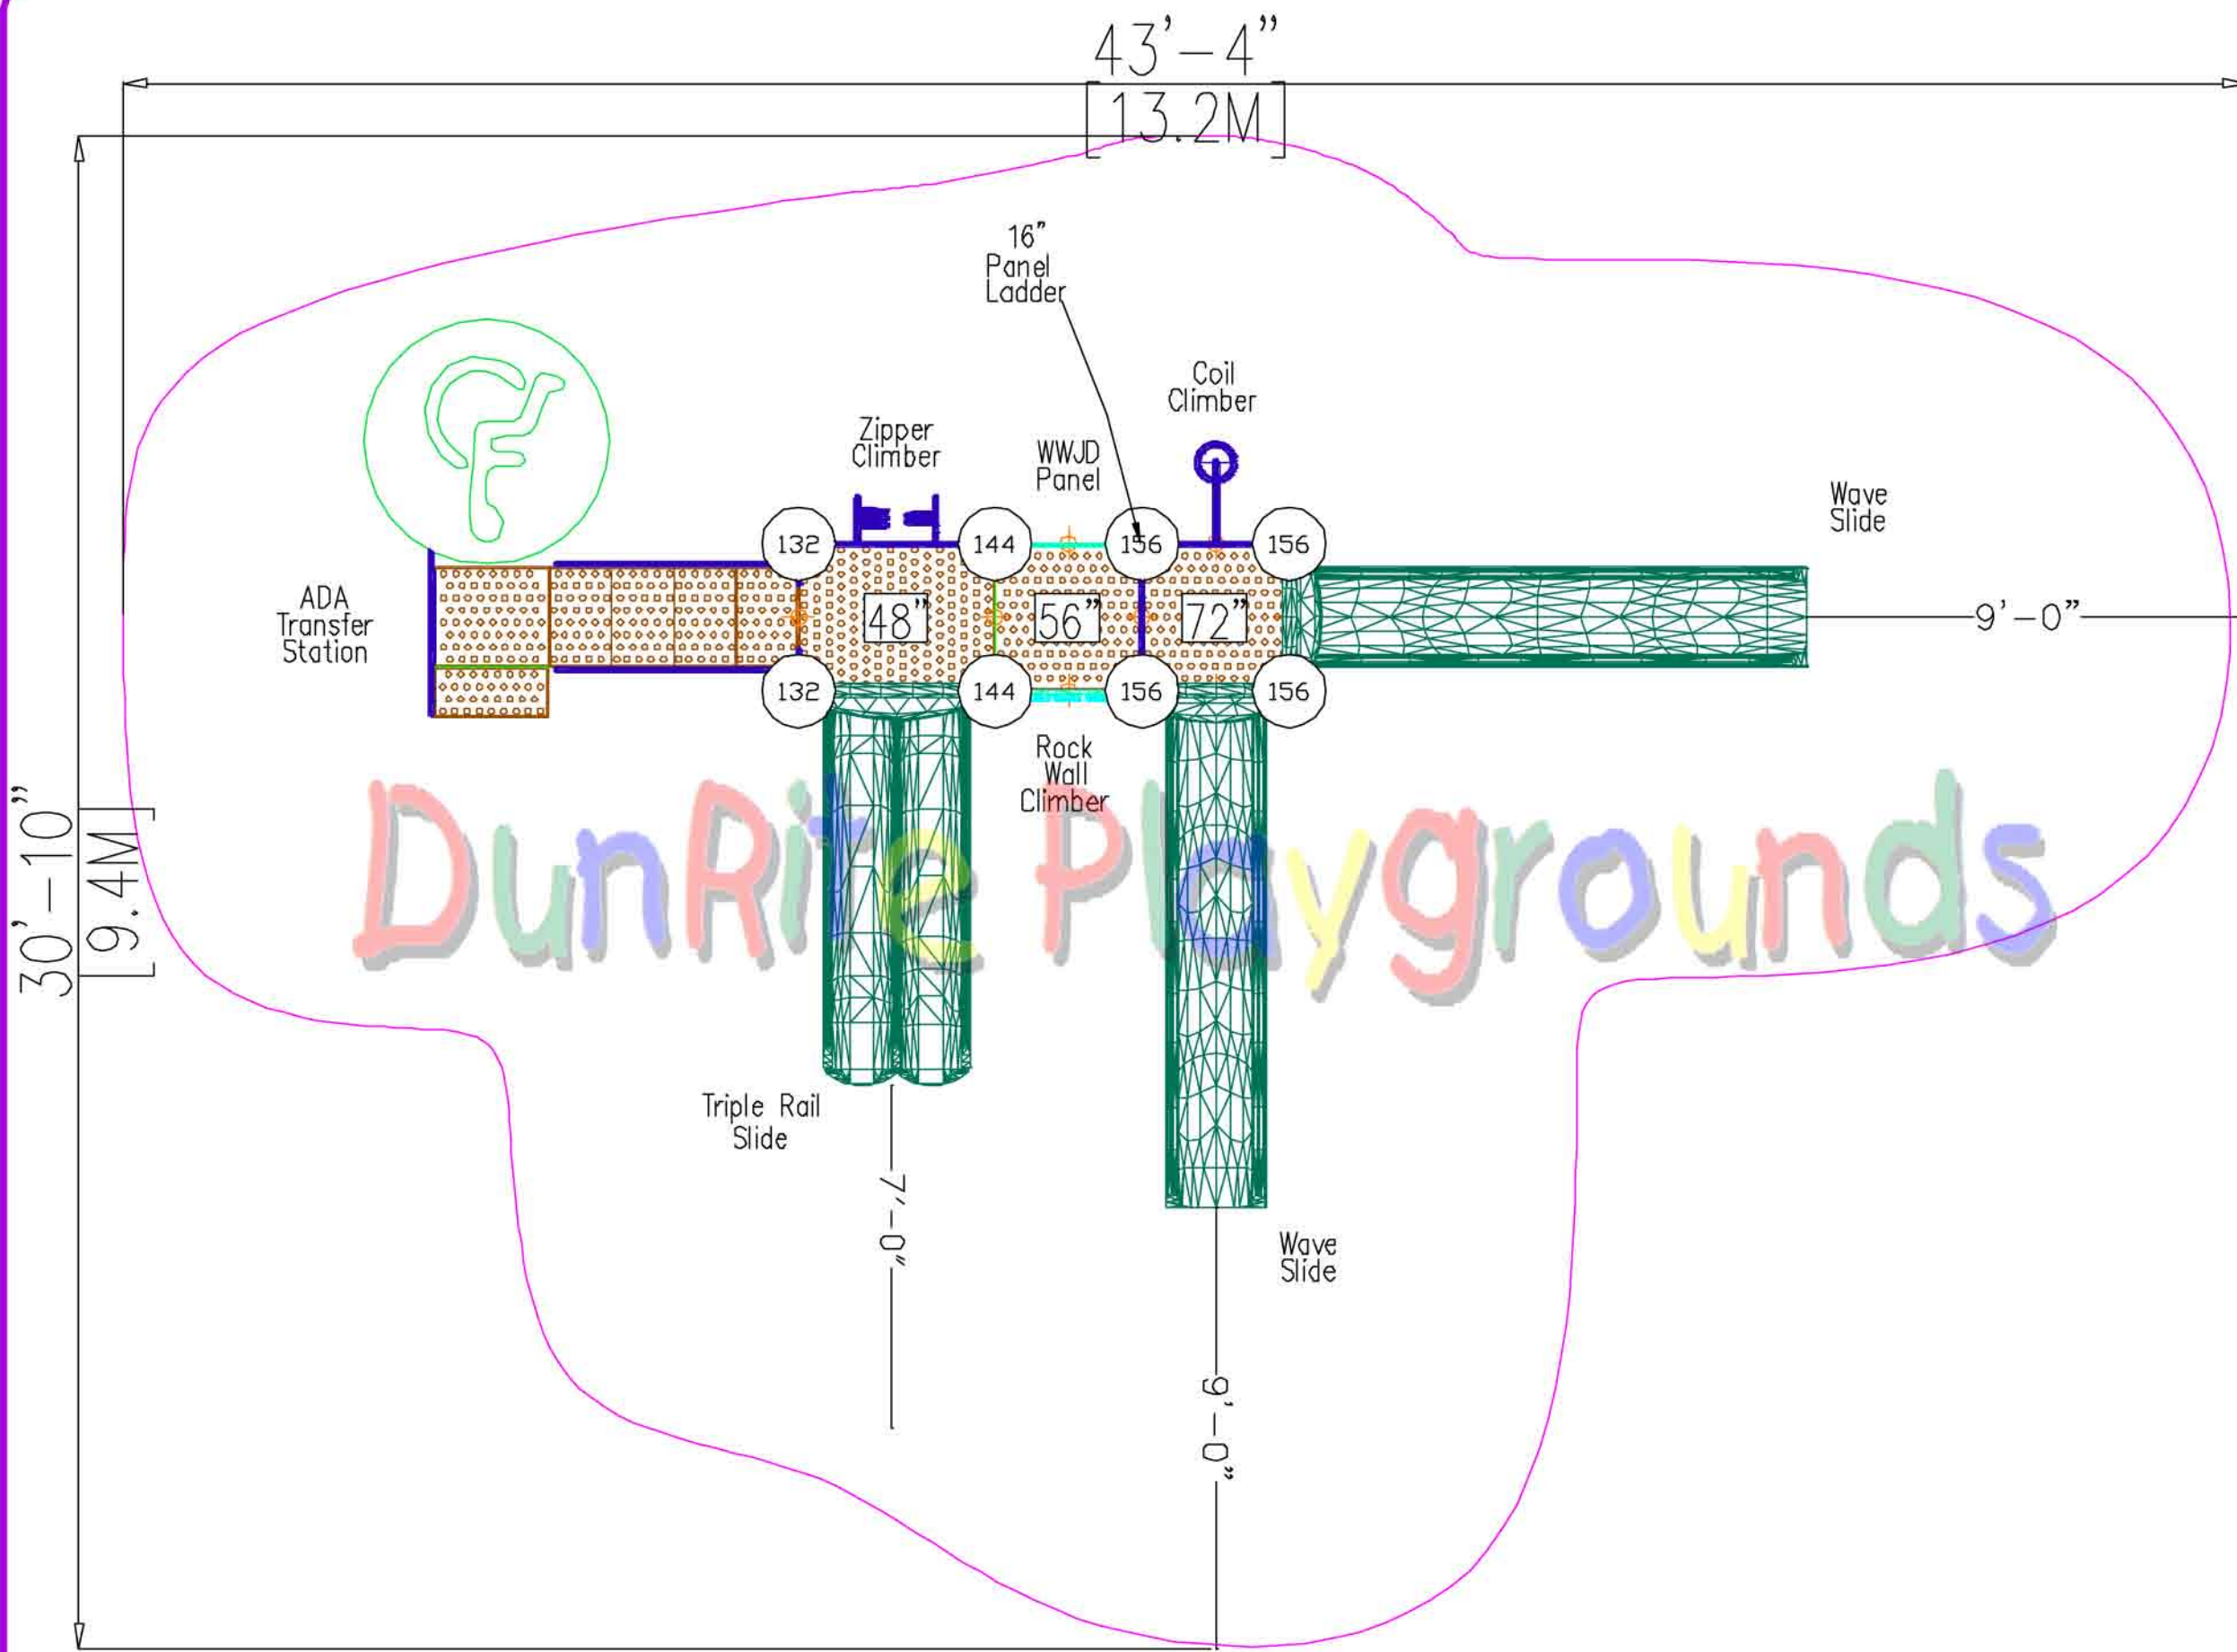 43'-4"
[13.2M]
16"
Panel
Ladder
Coil
Climber
Zipper
Climber
WWJD
Panel
Wave
Slide
132
144
156
156
ADA
Transfer
Station
48"
56"
72"
9'-0"
132
144
156
156
Rock
Wall
Climber
30'-10"
[9.4M]
DunRite Playgrounds
Triple Rail
Slide
7'-0"
Wave
Slide
9'-0"